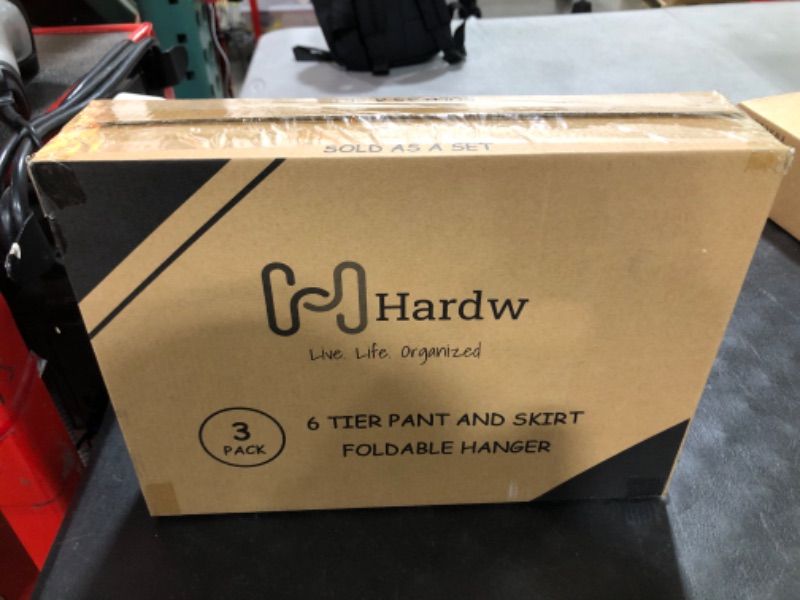 SOLD AS A SET
Hardw
Live. Life. Organized
3
PACK
6 TIER PANT AND SKIRT
FOLDABLE HANGER